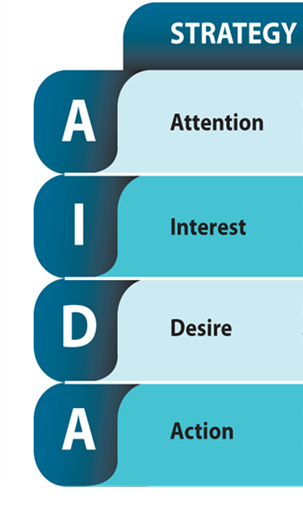 STRATEGY
A Attention
I Interest
D Desire
A Action